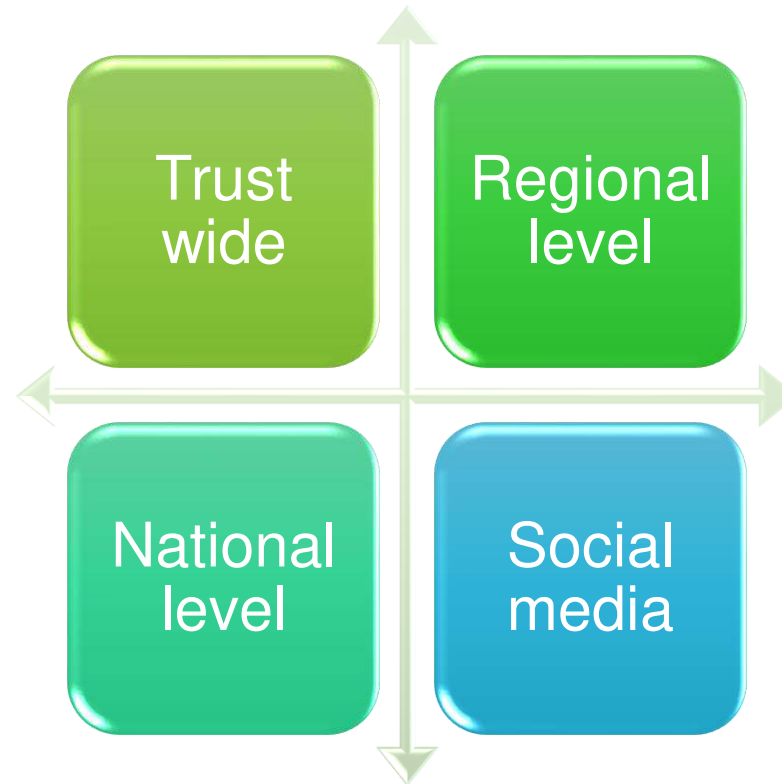 Trust
wide
Regional
level
National
level
Social
media